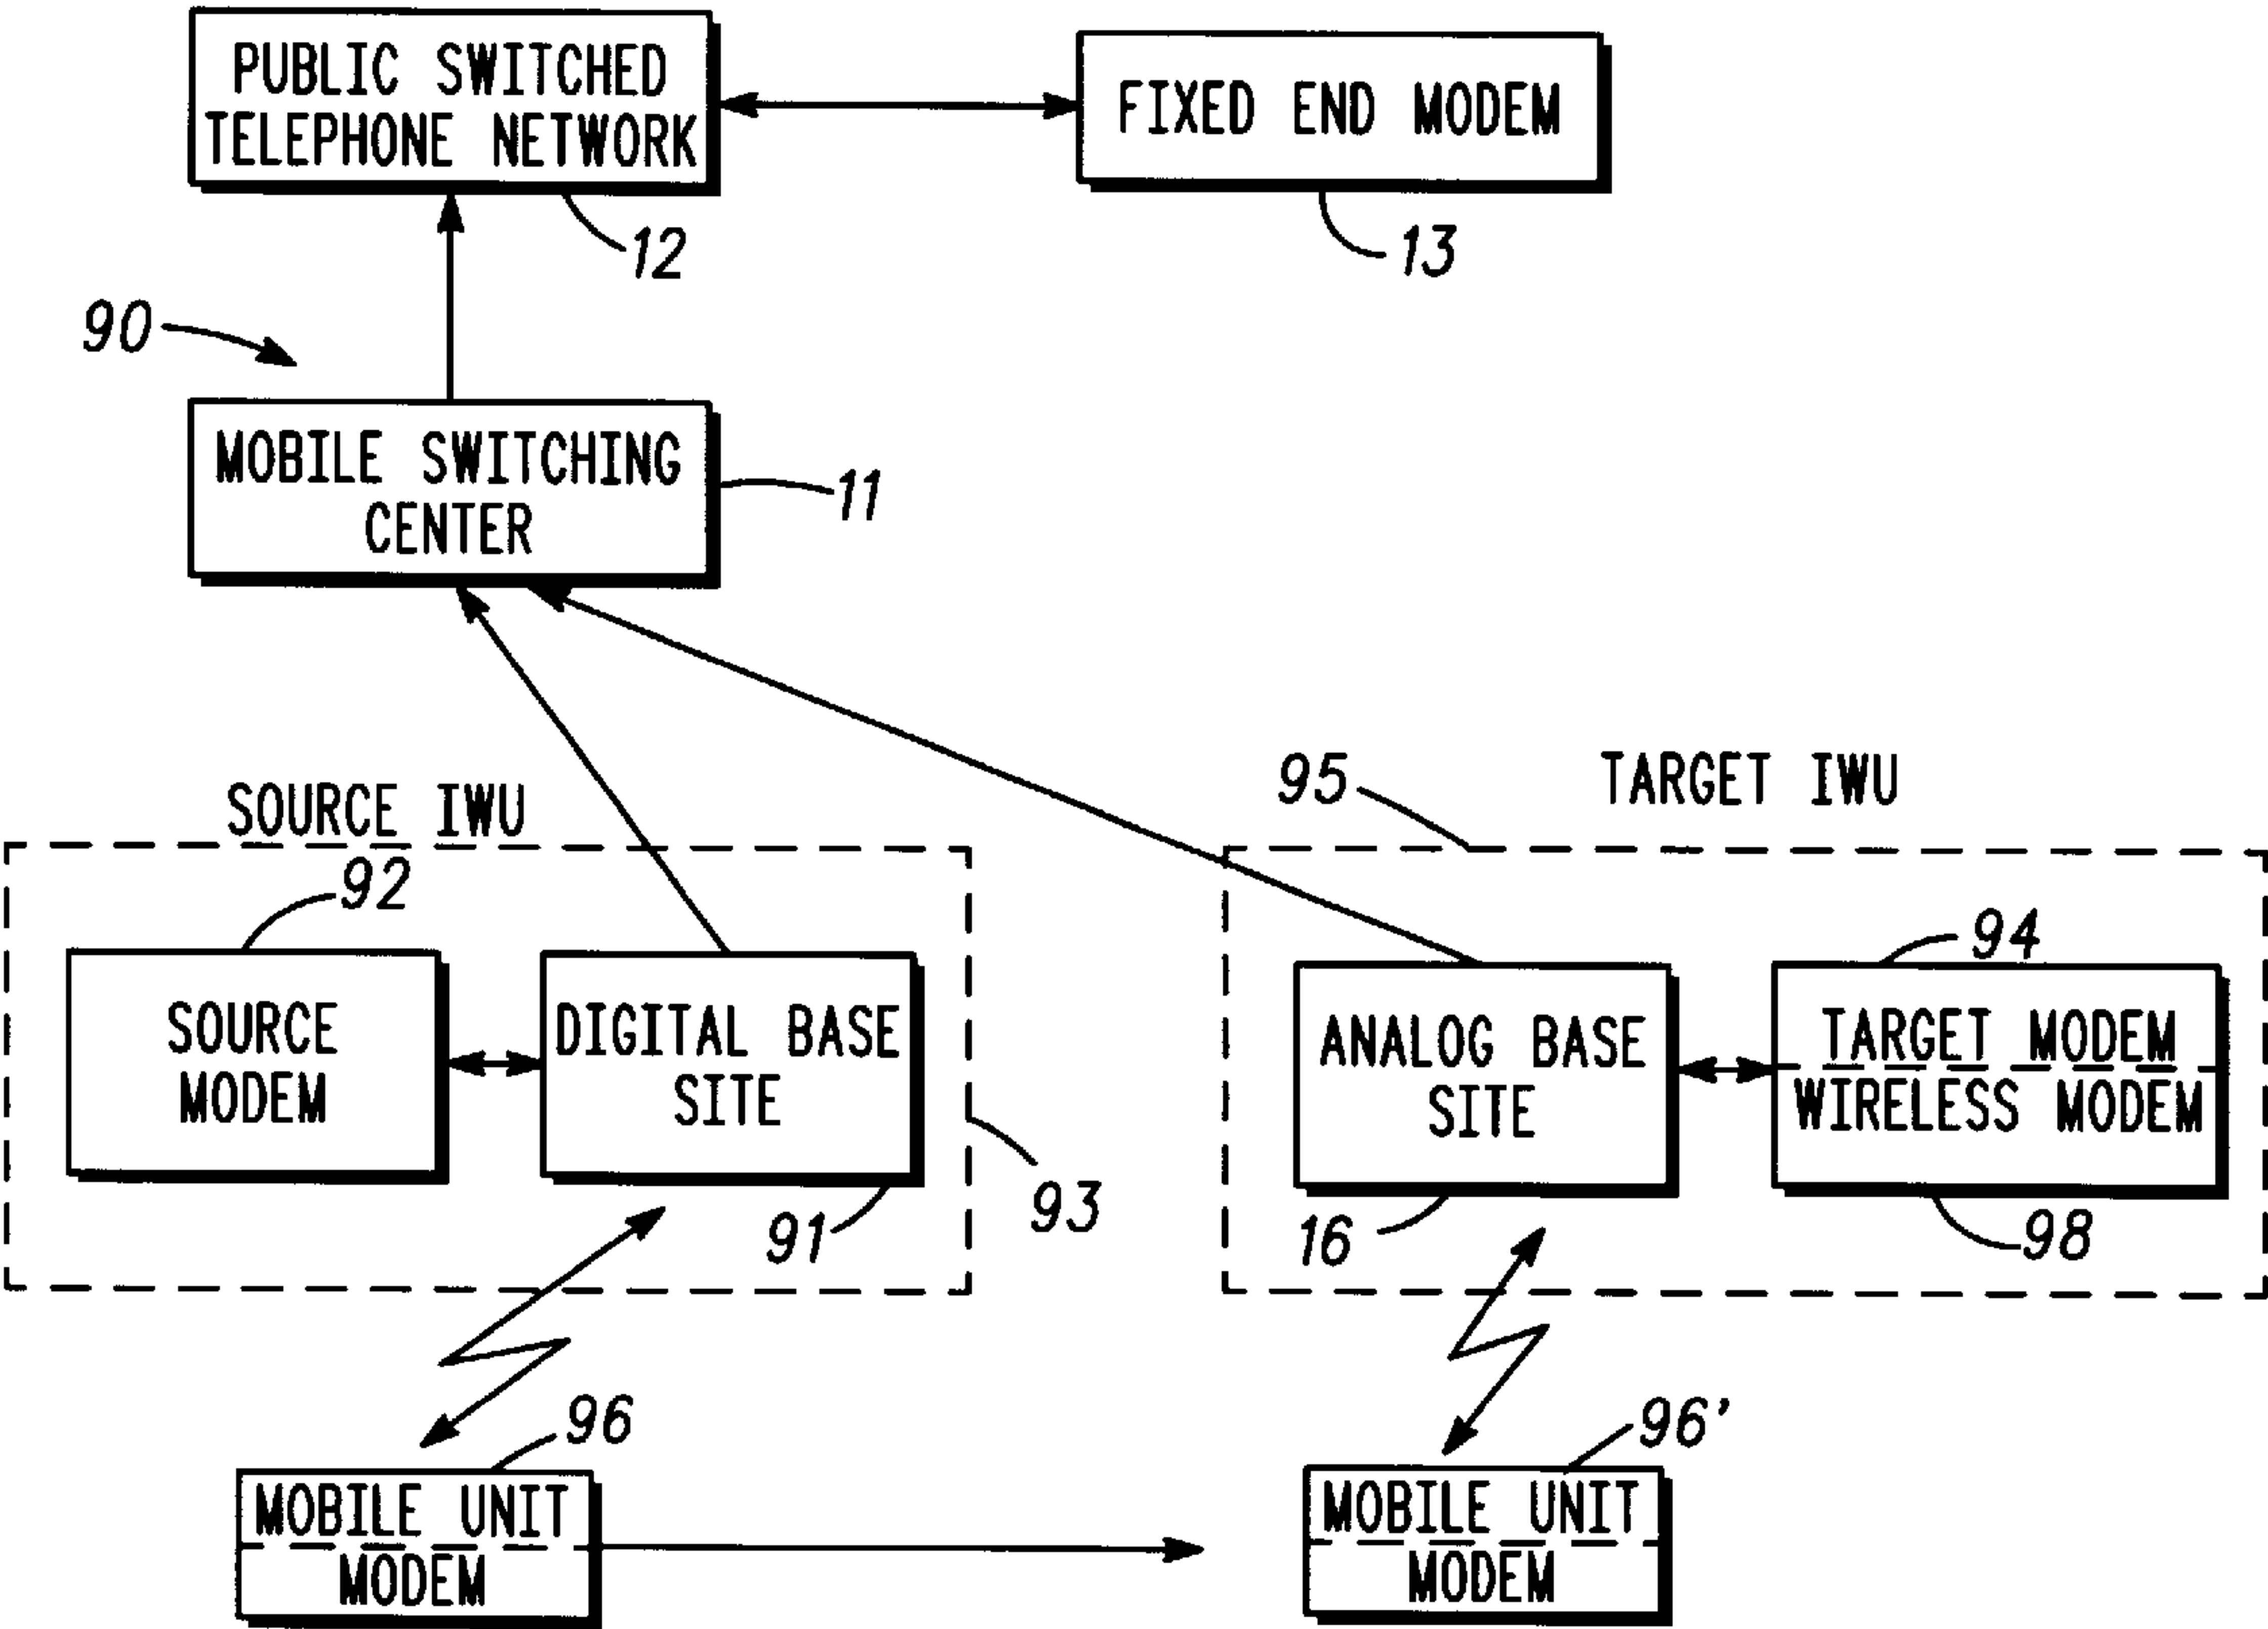 PUBLIC SWITCHED
TELEPHONE NETWORK
FIXED END MODEM
12
13
90
MOBILE SWITCHING
CENTER
11
SOURCE IWU
95
TARGET IWU
92
94
SOURCE
MODEM
DIGITAL BASE
SITE
ANALOG BASE
SITE
TARGET MODEM
WIRELESS MODEM
91
93
16
98
96
96'
MOBILE UNIT
MODEM
MOBILE UNIT
MODEM